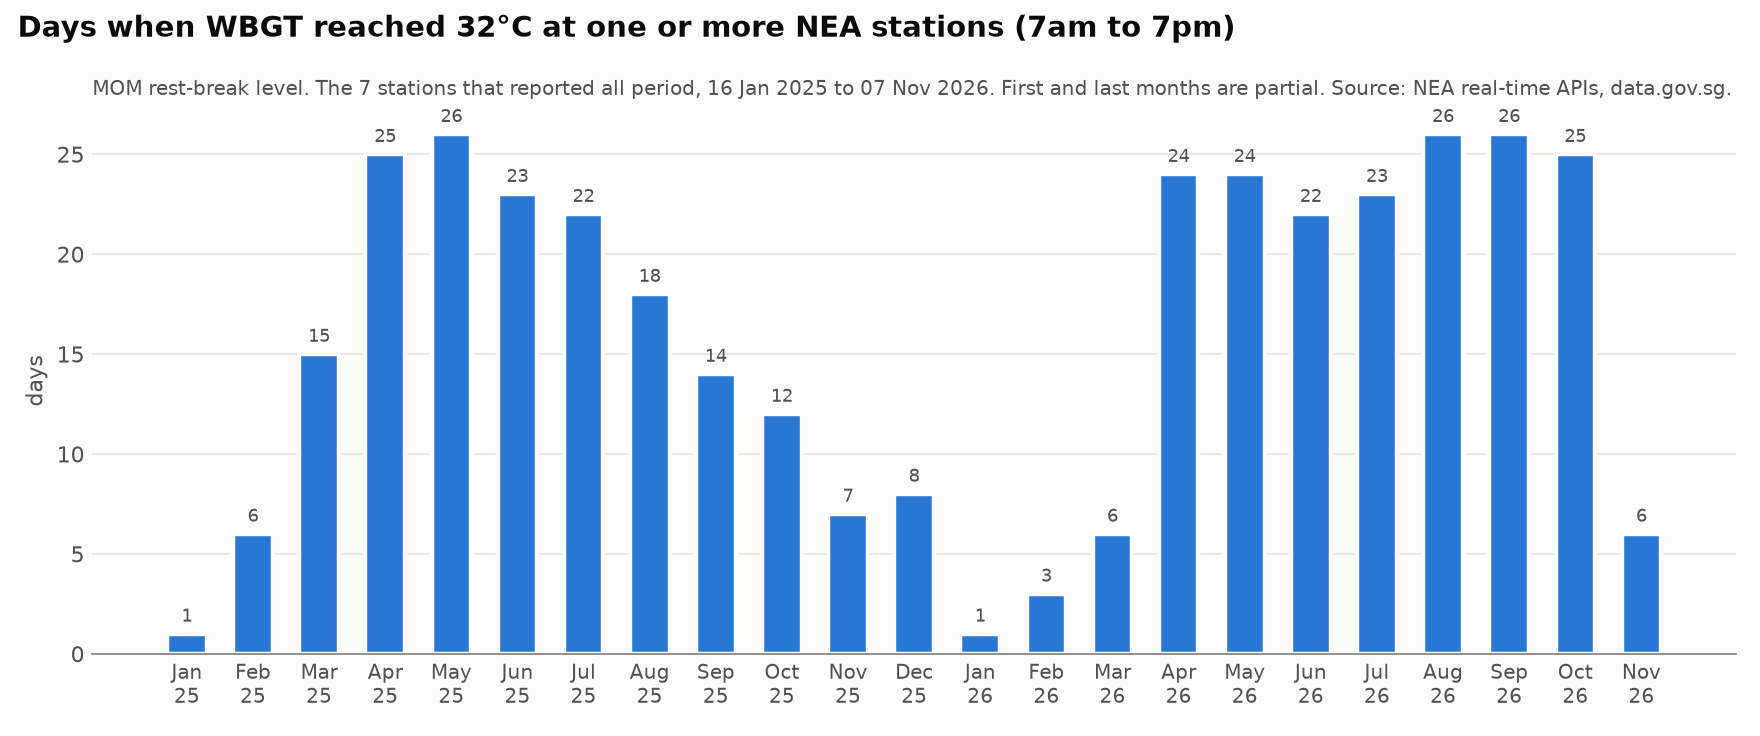 Days when WBGT reached 32°C at one or more NEA stations (7am to 7pm)
MOM rest-break level. The 7 stations that reported all period, 16 Jan 2025 to 07 Nov 2026. First and last months are partial. Source: NEA real-time APIs, data.gov.sg.
days
25
20
15
10
5
0
1
6
15
25
26
23
22
18
14
12
7
8
1
3
6
24
24
22
23
26
26
25
6
Jan 25
Feb 25
Mar 25
Apr 25
May 25
Jun 25
Jul 25
Aug 25
Sep 25
Oct 25
Nov 25
Dec 25
Jan 26
Feb 26
Mar 26
Apr 26
May 26
Jun 26
Jul 26
Aug 26
Sep 26
Oct 26
Nov 26